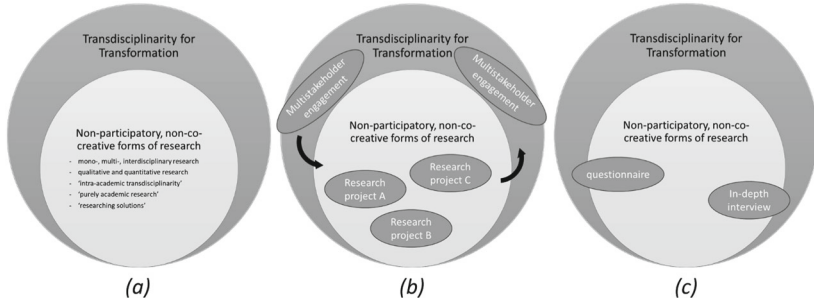 Transdisciplinarity for
Transformation
Non-participatory, non-co-
creative forms of research
- mono-, multi-, interdisciplinary research
- qualitative and quantitative research
- ‘intra-academic transdisciplinarity’
- ‘purely academic research’
- ‘researching solutions’
(a)
Transdisciplinarity for
Transformation
Multistakeholder
engagement
Multistakeholder
engagement
Non-participatory, non-co-
creative forms of research
Research
project A
Research
project C
Research
project B
(b)
Transdisciplinarity for
Transformation
Non-participatory, non-co-
creative forms of research
questionnaire
In-depth
interview
(c)